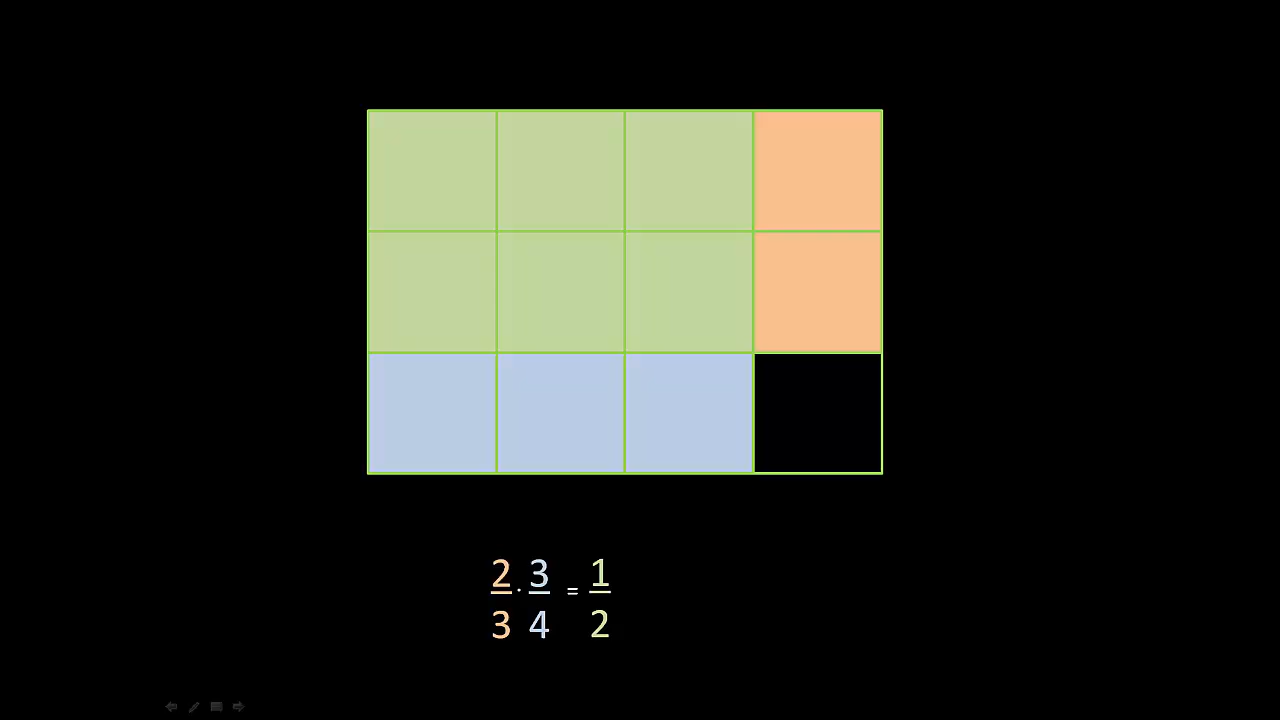 2/3 · 3/4 = 1/2